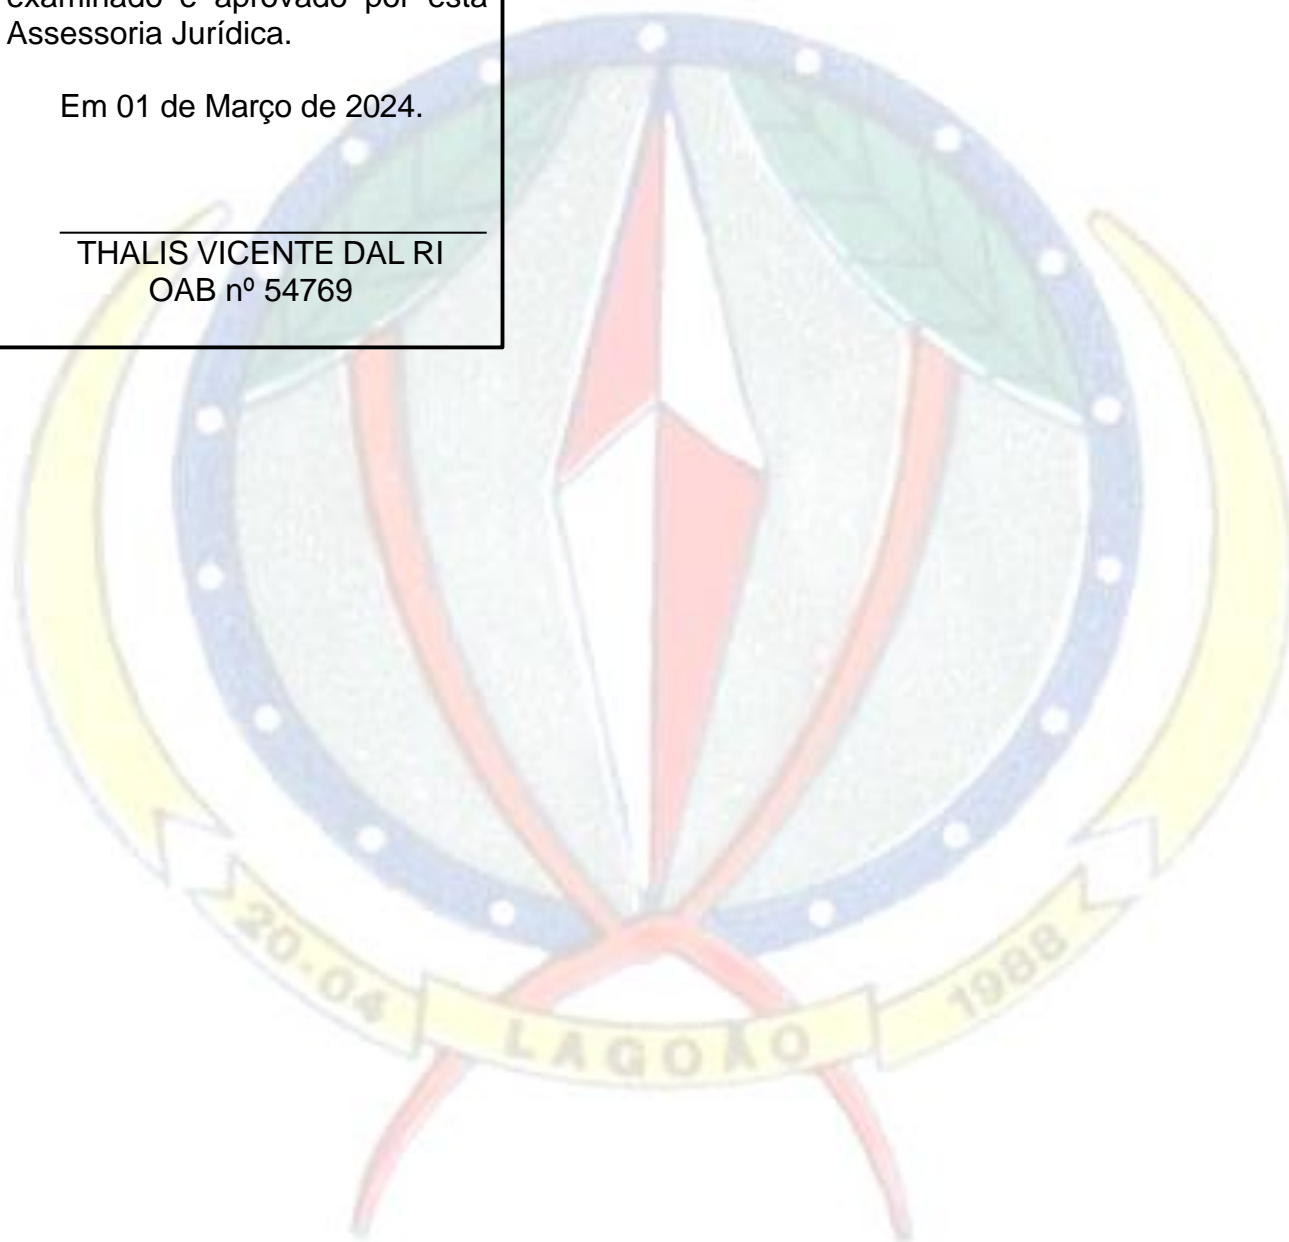 examinado e aprovado por esta
Assessoria Jurídica.
Em 01 de Março de 2024.
THALIS VICENTE DAL RI
OAB nº 54769
20-04
LAGOÃO
1988